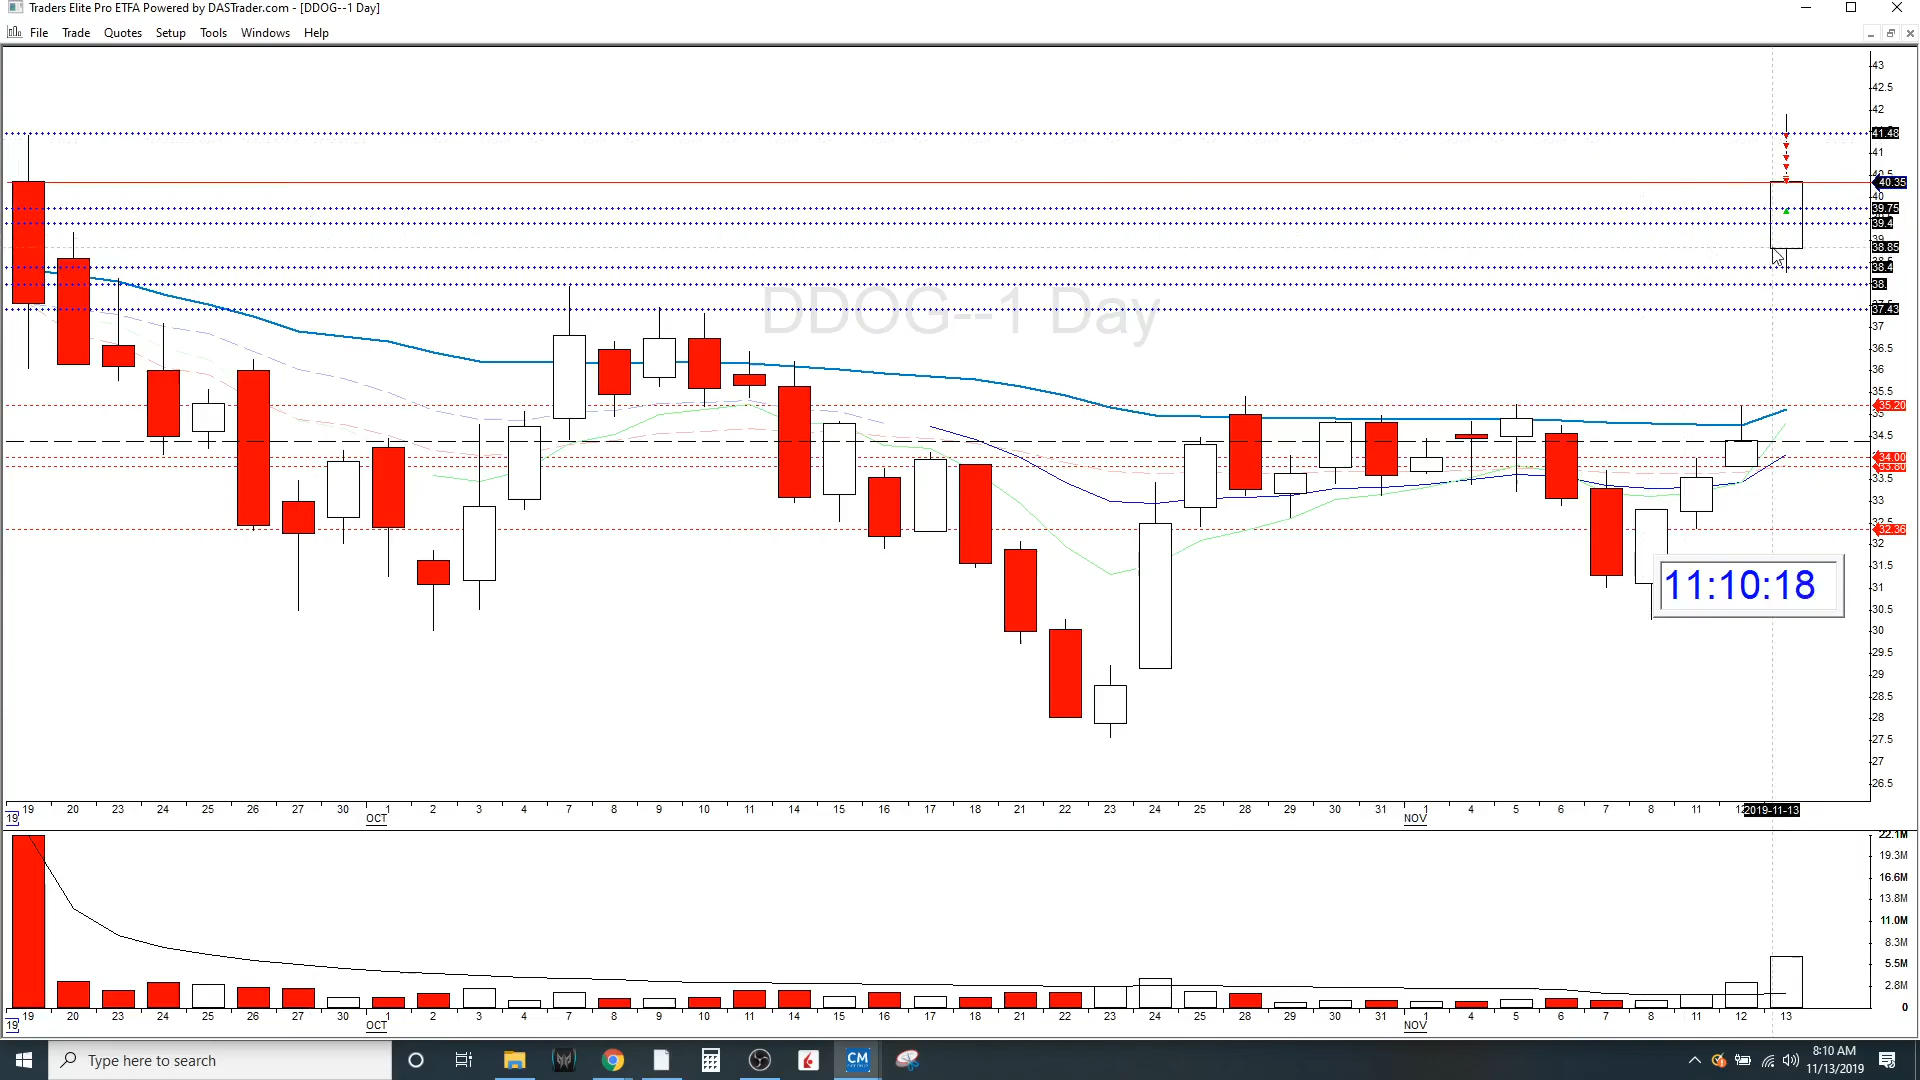 Traders Elite Pro ETFA Powered by DASTrader.com - [DDOG--1 Day]
File Trade Quotes Setup Tools Windows Help
DDOG--1 Day
43
42.5
42
41.48
41
40.35
40
39.75
39.4
38.85
38.4
38.
37.43
37
36.5
36
35.5
35.20
34.5
34.00
33.80
33.5
33
32.36
32
31.5
31
30.5
30
29.5
29
28.5
28
27.5
27
26.5
11:10:18
19 20 23 24 25 26 27 30 1 2 3 4 7 8 9 10 11 14 15 16 17 18 21 22 23 24 25 28 29 30 31 1 4 5 6 7 8 11 12 2019-11-13
19 OCT NOV
22.1M
19.3M
16.6M
13.8M
11.0M
8.3M
5.5M
2.8M
0
19 20 23 24 25 26 27 30 1 2 3 4 7 8 9 10 11 14 15 16 17 18 21 22 23 24 25 28 29 30 31 1 4 5 6 7 8 11 12 13
19 OCT NOV
Type here to search
CM
8:10 AM
11/13/2019